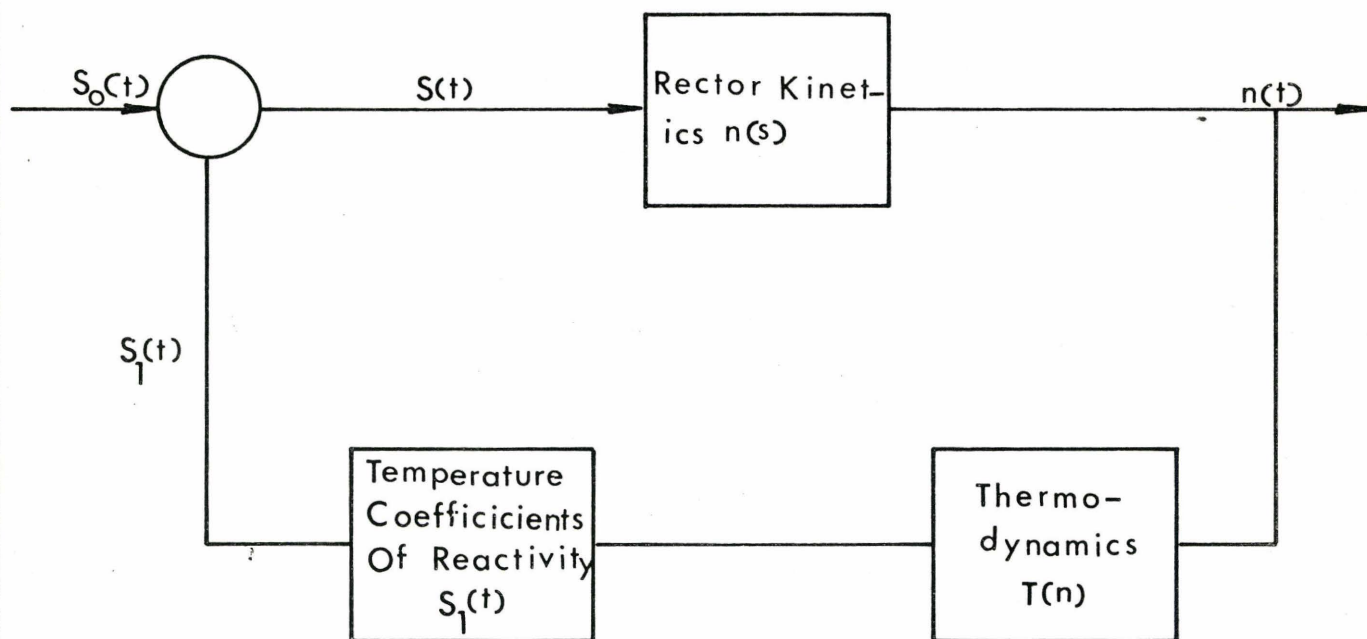 S₀(t)
S(t)
Rector Kinet-
ics n(s)
n(t)
S₁(t)
Temperature
Coefficicients
Of Reactivity
S₁(t)
Thermo-
dynamics
T(n)